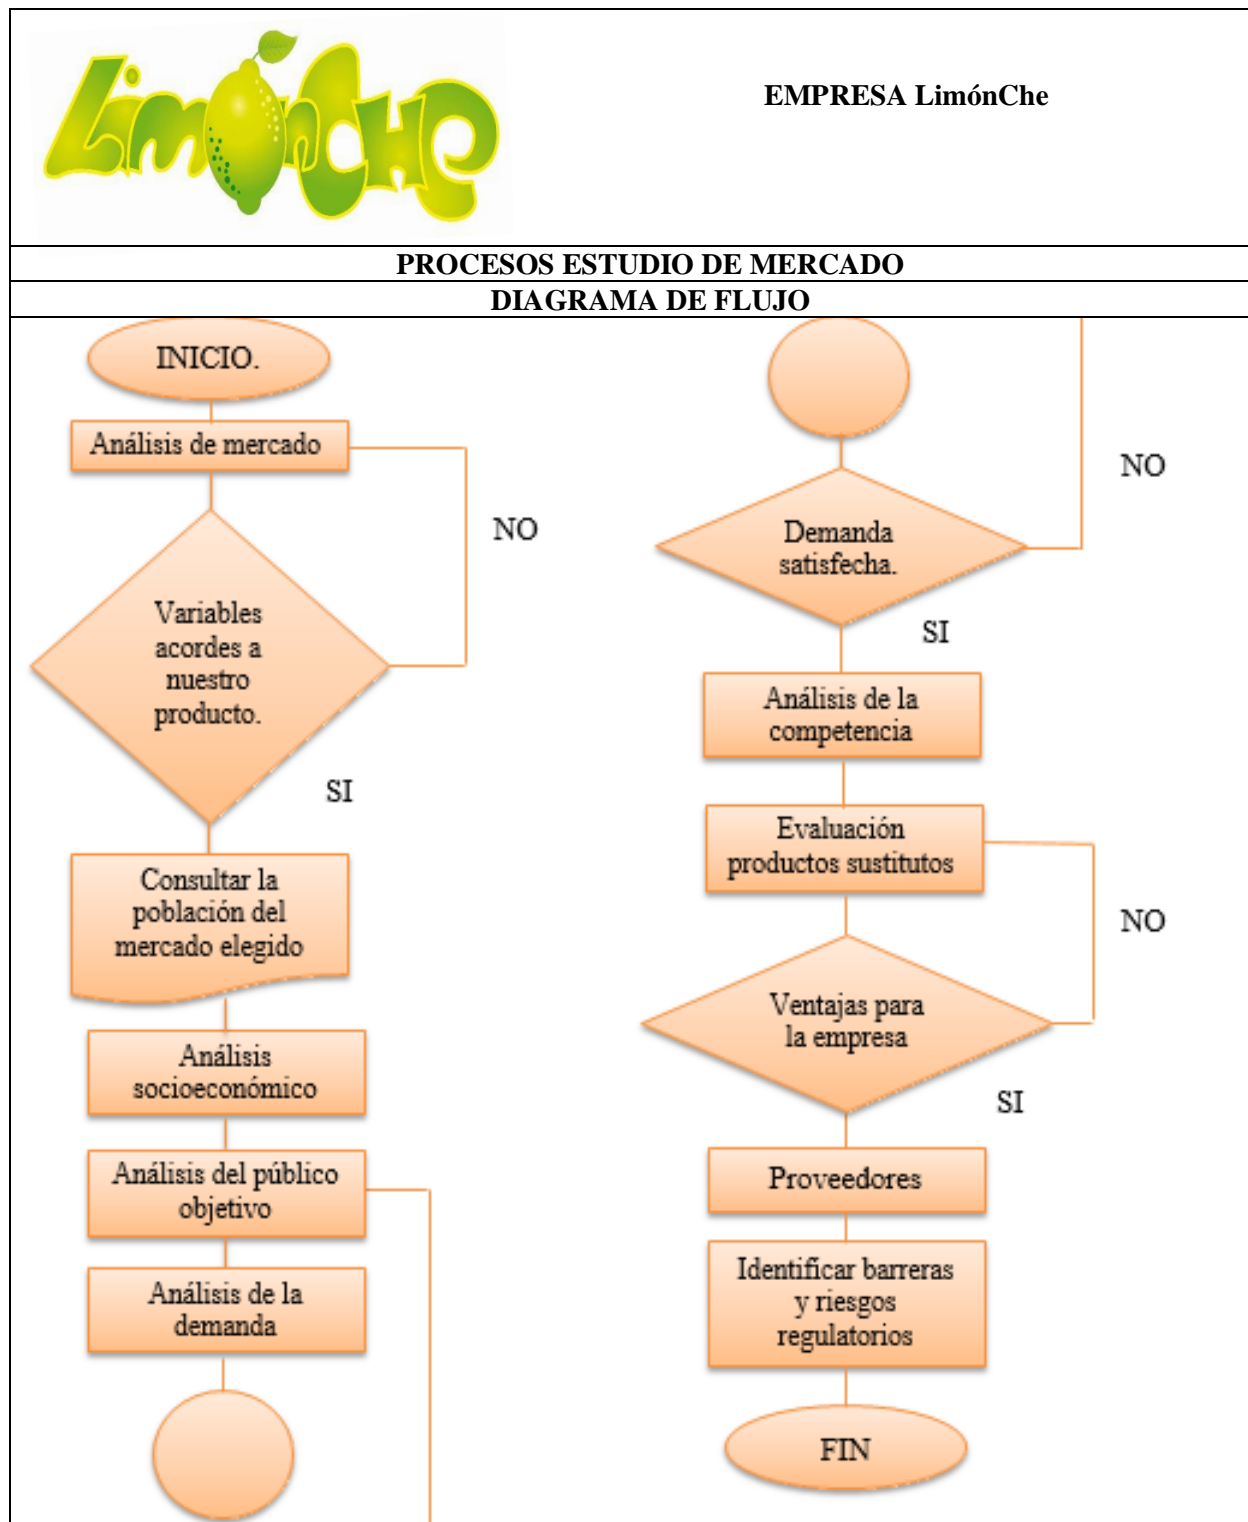 LimónChe
EMPRESA LimónChe
PROCESOS ESTUDIO DE MERCADO
DIAGRAMA DE FLUJO
INICIO.
Análisis de mercado
NO
Variables
acordes a
nuestro
producto.
SI
Consultar la
población del
mercado elegido
Análisis
socioeconómico
Análisis del público
objetivo
Análisis de la
demanda
NO
Demanda
satisfecha.
SI
Análisis de la
competencia
Evaluación
productos sustitutos
NO
Ventajas para
la empresa
SI
Proveedores
Identificar barreras
y riesgos
regulatorios
FIN